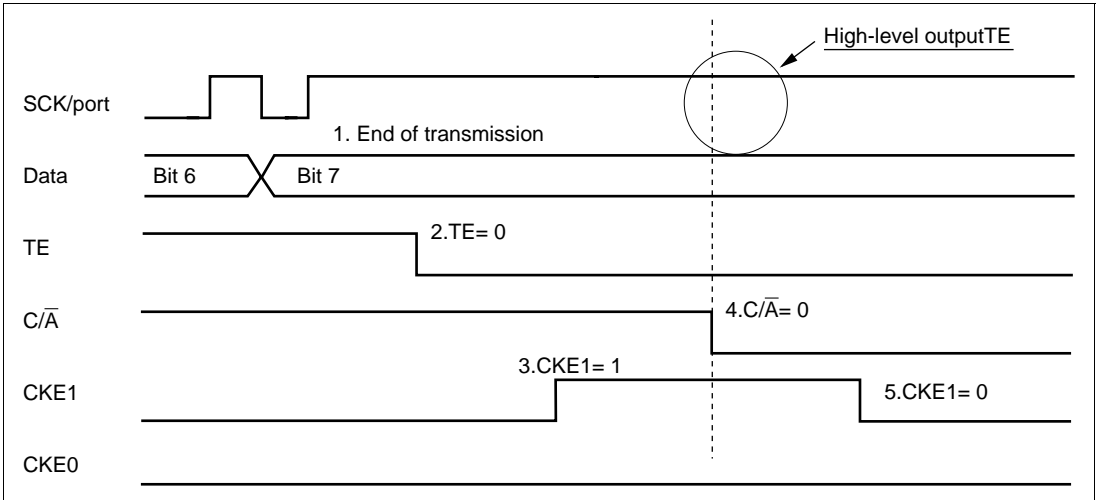 High-level outputTE
SCK/port
1. End of transmission
Data
Bit 6
Bit 7
TE
2.TE= 0
C/A̅
4.C/A̅= 0
3.CKE1= 1
CKE1
5.CKE1= 0
CKE0